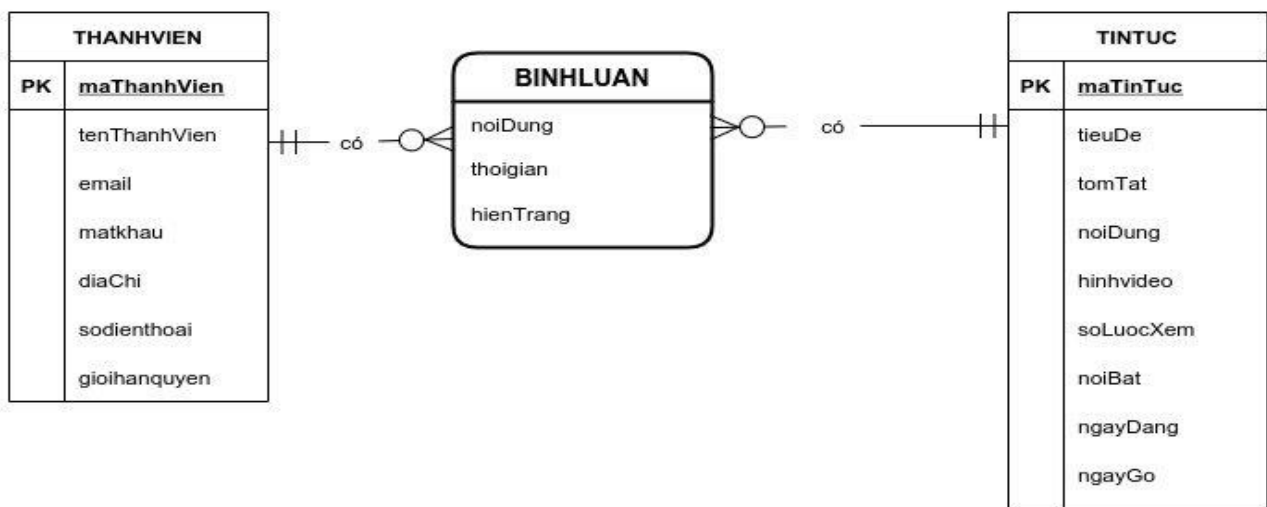 THANHVIEN
PK maThanhVien
tenThanhVien
email
matkhau
diaChi
sodienthoai
gioihanquyen
có
BINHLUAN
noiDung
thoigian
hienTrang
có
TINTUC
PK maTinTuc
tieuDe
tomTat
noiDung
hinhvideo
soLuocXem
noiBat
ngayDang
ngayGo